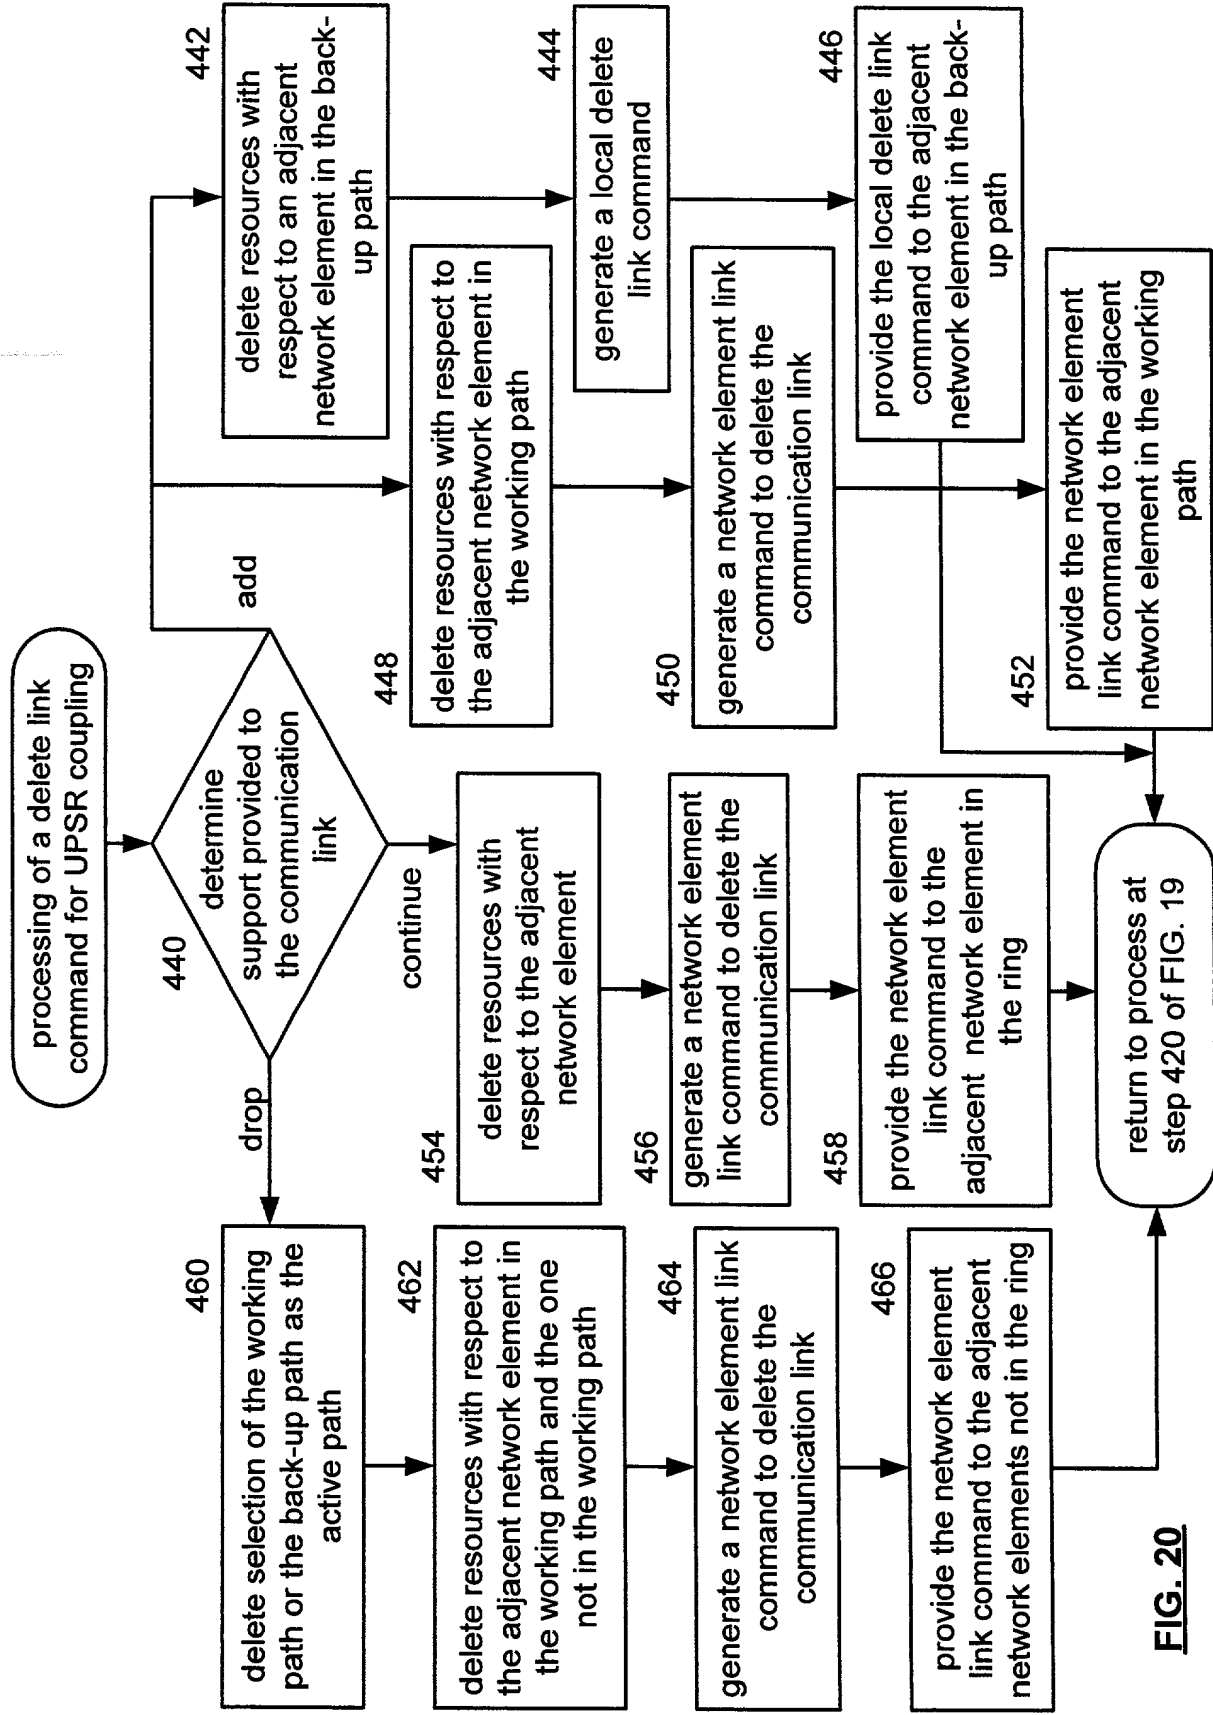 processing of a delete link
command for UPSR coupling
440
determine
support provided to
the communication
link
drop
continue
add
460
delete selection of the working
path or the back-up path as the
active path
462
delete resources with respect to
the adjacent network element in
the working path and the one
not in the working path
464
generate a network element link
command to delete the
communication link
466
provide the network element
link command to the adjacent
network elements not in the ring
454
delete resources with
respect to the adjacent
network element
456
generate a network element
link command to delete the
communication link
458
provide the network element
link command to the
adjacent network element in
the ring
448
delete resources with respect to
the adjacent network element in
the working path
450
generate a network element link
command to delete the
communication link
452
provide the network element
link command to the adjacent
network element in the working
path
442
delete resources with
respect to an adjacent
network element in the back-
up path
444
generate a local delete
link command
446
provide the local delete link
command to the adjacent
network element in the back-
up path
return to process at
step 420 of FIG. 19
FIG. 20